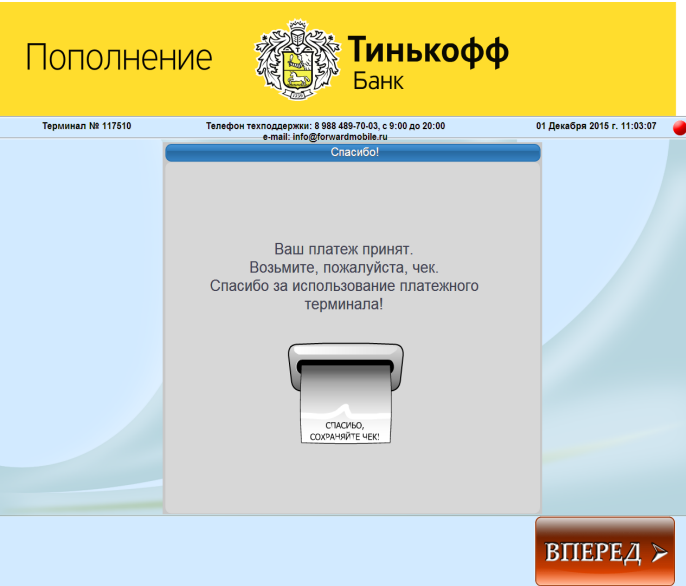 Пополнение
Тинькофф
Банк
Терминал № 117510
Телефон техподдержки: 8 988 489-70-03, с 9:00 до 20:00
e-mail: info@forwardmobile.ru
01 Декабря 2015 г. 11:03:07
Спасибо!
Ваш платеж принят.
Возьмите, пожалуйста, чек.
Спасибо за использование платежного
терминала!
СПАСИБО,
СОХРАНЯЙТЕ ЧЕК!
ВПЕРЕД